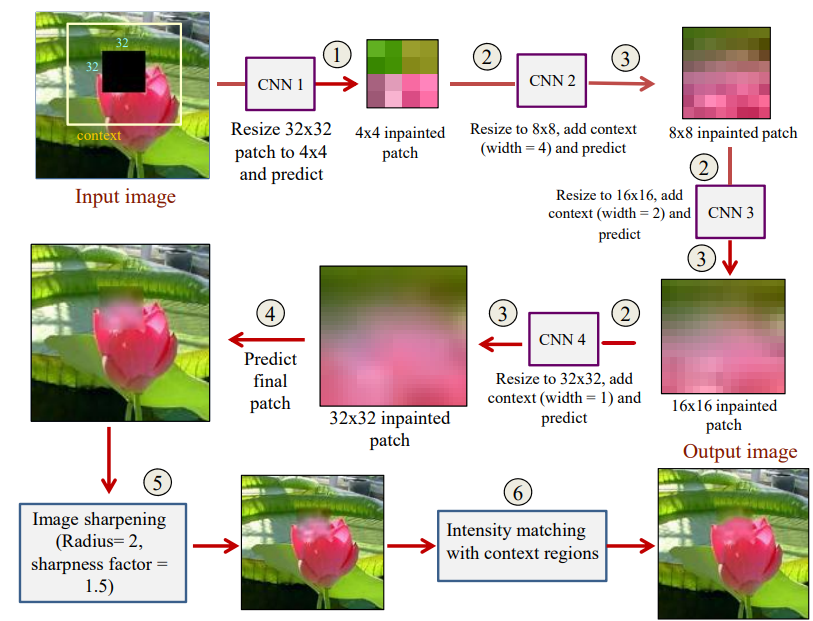 32
32
context
Input image
CNN 1
Resize 32x32
patch to 4x4
and predict
1
4x4 inpainted
patch
2
CNN 2
3
Resize to 8x8, add context
(width = 4) and predict
8x8 inpainted patch
2
Resize to 16x16, add
context (width = 2) and
predict
CNN 3
3
16x16 inpainted
patch
2
CNN 4
3
Resize to 32x32, add
context (width = 1) and
predict
32x32 inpainted
patch
4
Predict
final
patch
5
Image sharpening
(Radius= 2,
sharpness factor =
1.5)
6
Intensity matching
with context regions
Output image